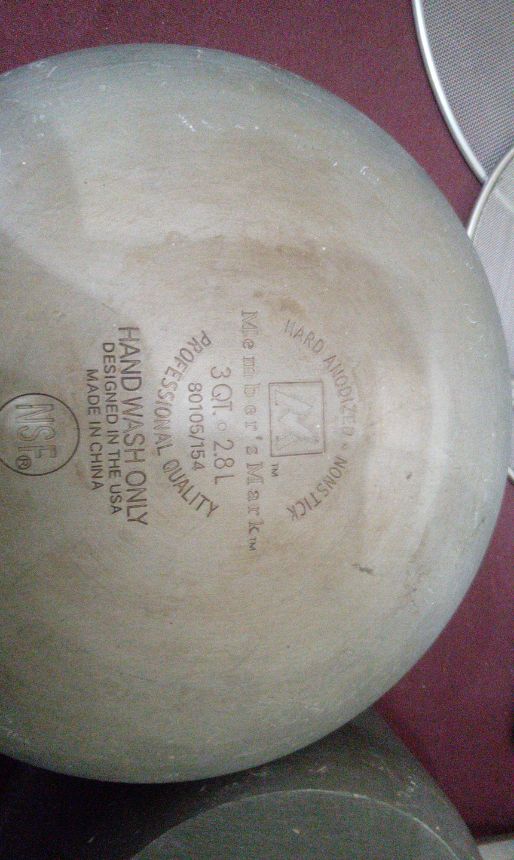 HARD ANODIZED • NONSTICK
TM
Member's Mark™
3 QT. • 2.8 L
80105/154
PROFESSIONAL QUALITY
HAND WASH ONLY
DESIGNED IN THE USA
MADE IN CHINA
NSF®